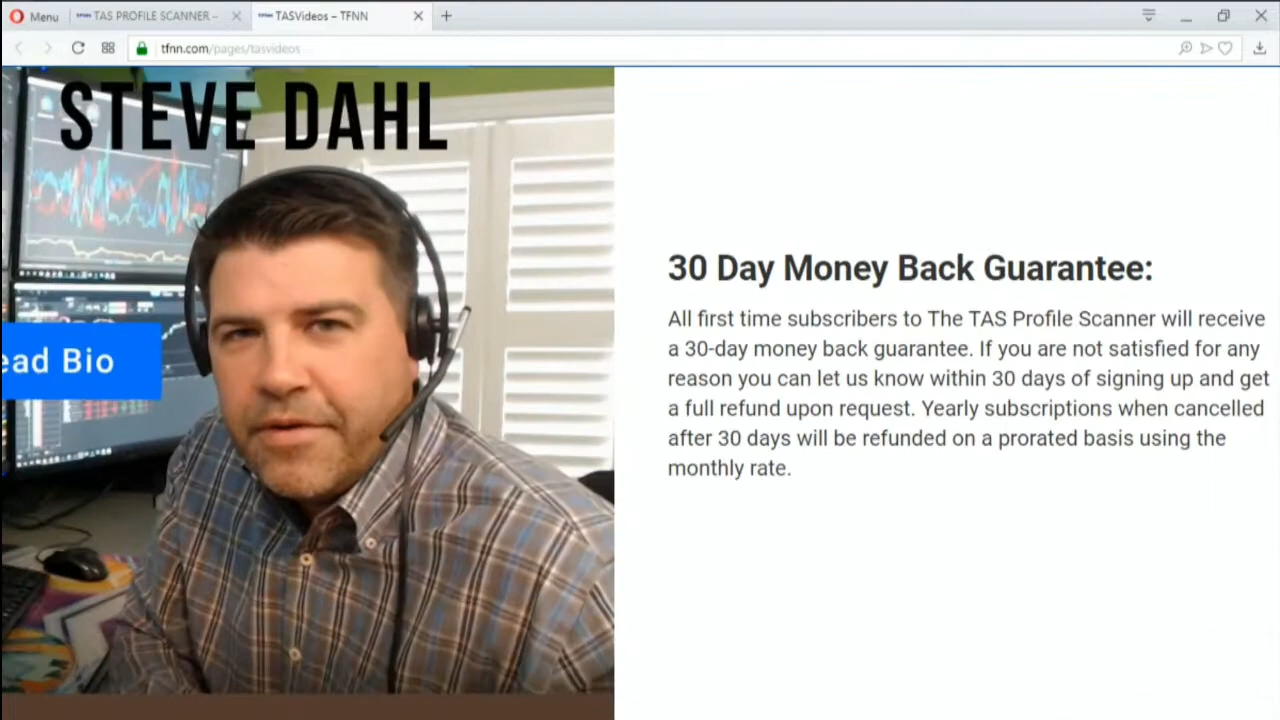 Menu
TAS PROFILE SCANNER –
TASVideos – TFNN
tfnn.com/pages/tasvideos
STEVE DAHL
ead Bio
30 Day Money Back Guarantee:
All first time subscribers to The TAS Profile Scanner will receive
a 30-day money back guarantee. If you are not satisfied for any
reason you can let us know within 30 days of signing up and get
a full refund upon request. Yearly subscriptions when cancelled
after 30 days will be refunded on a prorated basis using the
monthly rate.